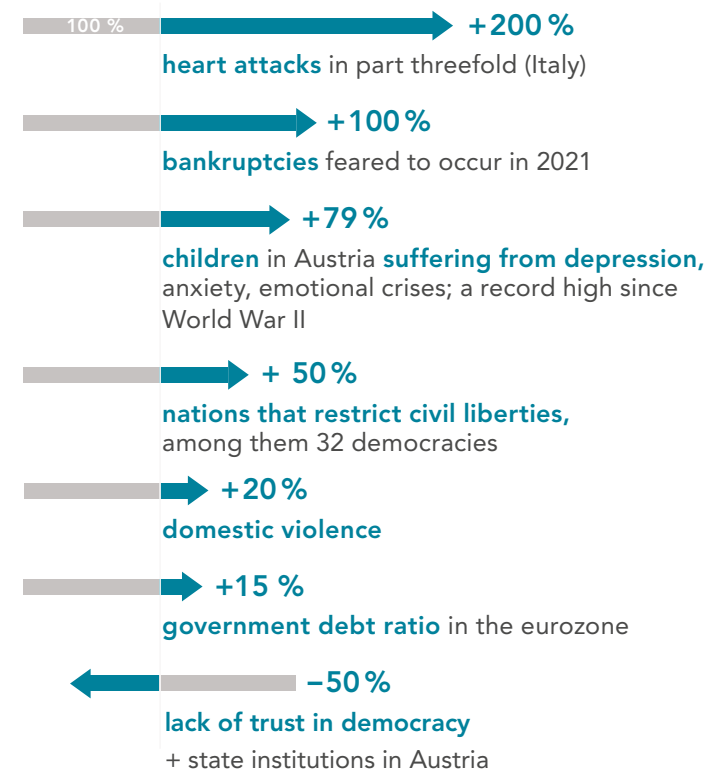 100 %
+200 %
heart attacks in part threefold (Italy)
+100 %
bankruptcies feared to occur in 2021
+79 %
children in Austria suffering from depression,
anxiety, emotional crises; a record high since
World War II
+ 50 %
nations that restrict civil liberties,
among them 32 democracies
+20 %
domestic violence
+15 %
government debt ratio in the eurozone
–50 %
lack of trust in democracy
+ state institutions in Austria